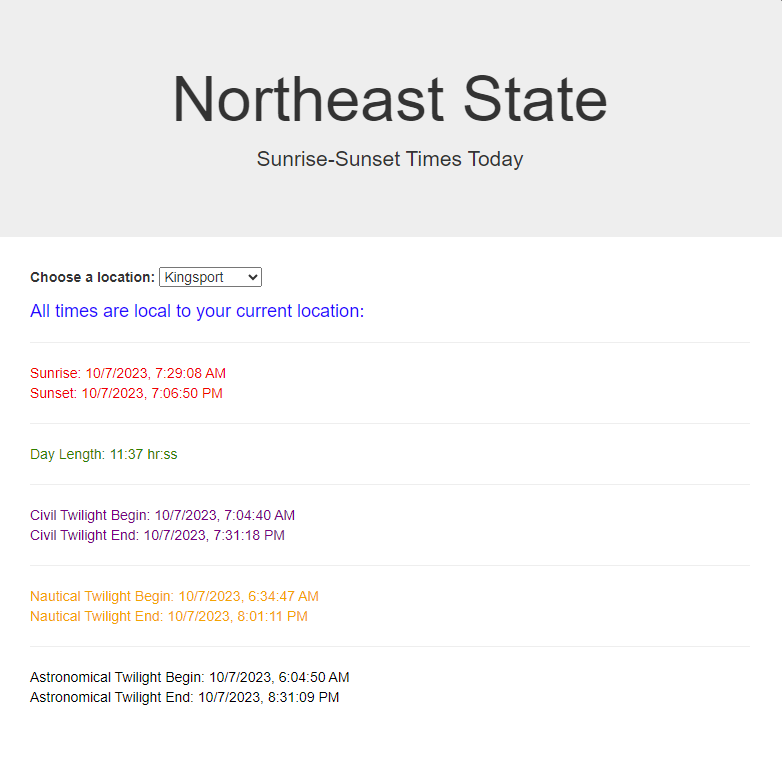 Northeast State
Sunrise-Sunset Times Today
Choose a location: Kingsport
All times are local to your current location:
Sunrise: 10/7/2023, 7:29:08 AM
Sunset: 10/7/2023, 7:06:50 PM
Day Length: 11:37 hr:ss
Civil Twilight Begin: 10/7/2023, 7:04:40 AM
Civil Twilight End: 10/7/2023, 7:31:18 PM
Nautical Twilight Begin: 10/7/2023, 6:34:47 AM
Nautical Twilight End: 10/7/2023, 8:01:11 PM
Astronomical Twilight Begin: 10/7/2023, 6:04:50 AM
Astronomical Twilight End: 10/7/2023, 8:31:09 PM